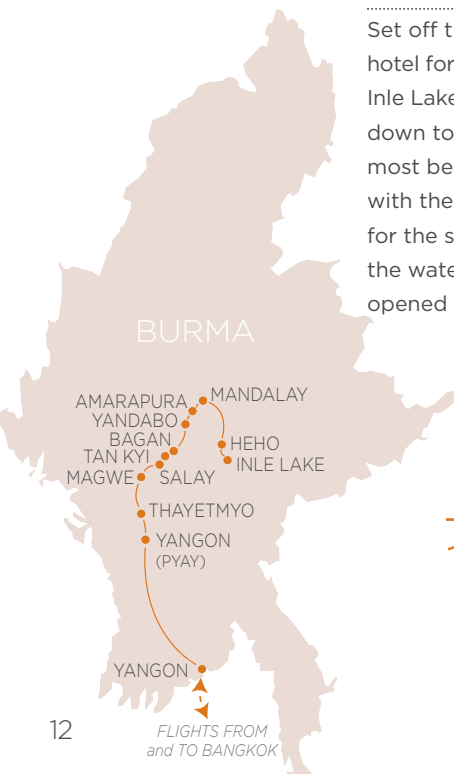 Set off t
hotel for
Inle Lake
down to
most be
with the
for the s
the wate
opened
BURMA
MANDALAY
AMARAPURA
YANDABO
BAGAN
HEHO
TAN KYI
INLE LAKE
MAGWE
SALAY
THAYETMYO
YANGON
(PYAY)
YANGON
12
FLIGHTS FROM
and TO BANGKOK